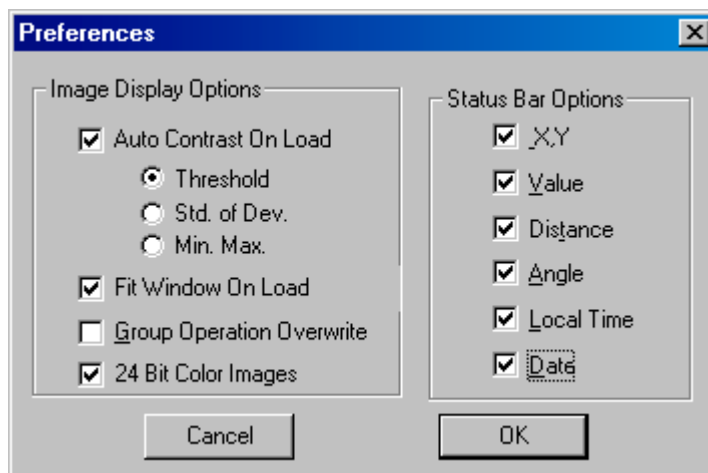 Preferences
Image Display Options
Auto Contrast On Load
Threshold
Std. of Dev.
Min. Max.
Fit Window On Load
Group Operation Overwrite
24 Bit Color Images
Status Bar Options
X,Y
Value
Distance
Angle
Local Time
Date
Cancel
OK